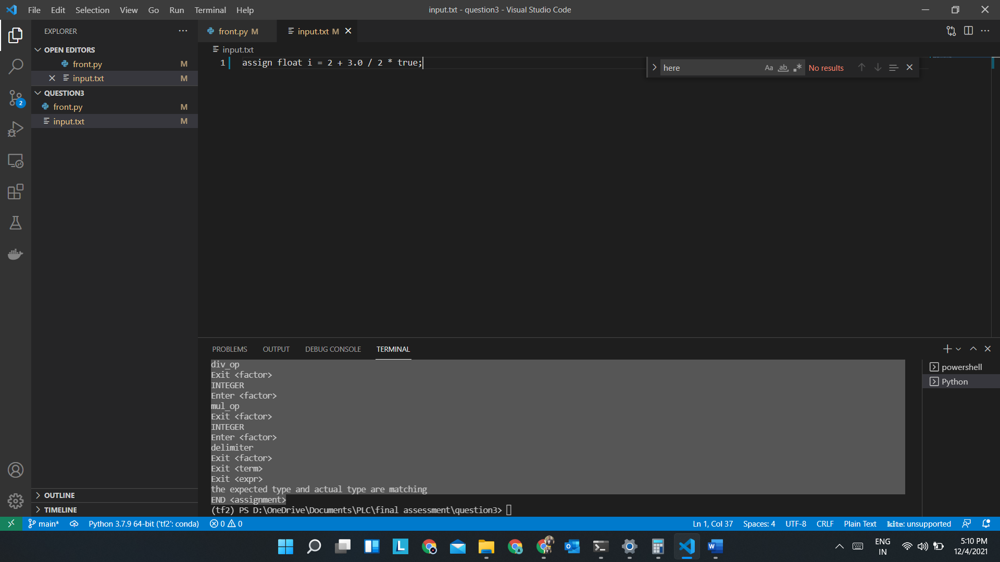 File Edit Selection View Go Run Terminal Help
input.txt - question3 - Visual Studio Code
EXPLORER
OPEN EDITORS
front.py M
input.txt M
QUESTION3
front.py M
input.txt M
2
OUTLINE
TIMELINE
front.py M
input.txt M
input.txt
1 assign float i = 2 + 3.0 / 2 * true;
here Aa ab No results
PROBLEMS OUTPUT DEBUG CONSOLE TERMINAL
div_op
Exit <factor>
INTEGER
Enter <factor>
mul_op
Exit <factor>
INTEGER
Enter <factor>
delimiter
Exit <factor>
Exit <term>
Exit <expr>
the expected type and actual type are matching
END <assignment>
(tf2) PS D:\OneDrive\Documents\PLC\final assessment\question3>
powershell
Python
main* Python 3.7.9 64-bit ('tf2': conda) 0 0
Ln 1, Col 37 Spaces: 4 UTF-8 CRLF Plain Text kite: unsupported
L
W
ENG
IN
5:10 PM
12/4/2021